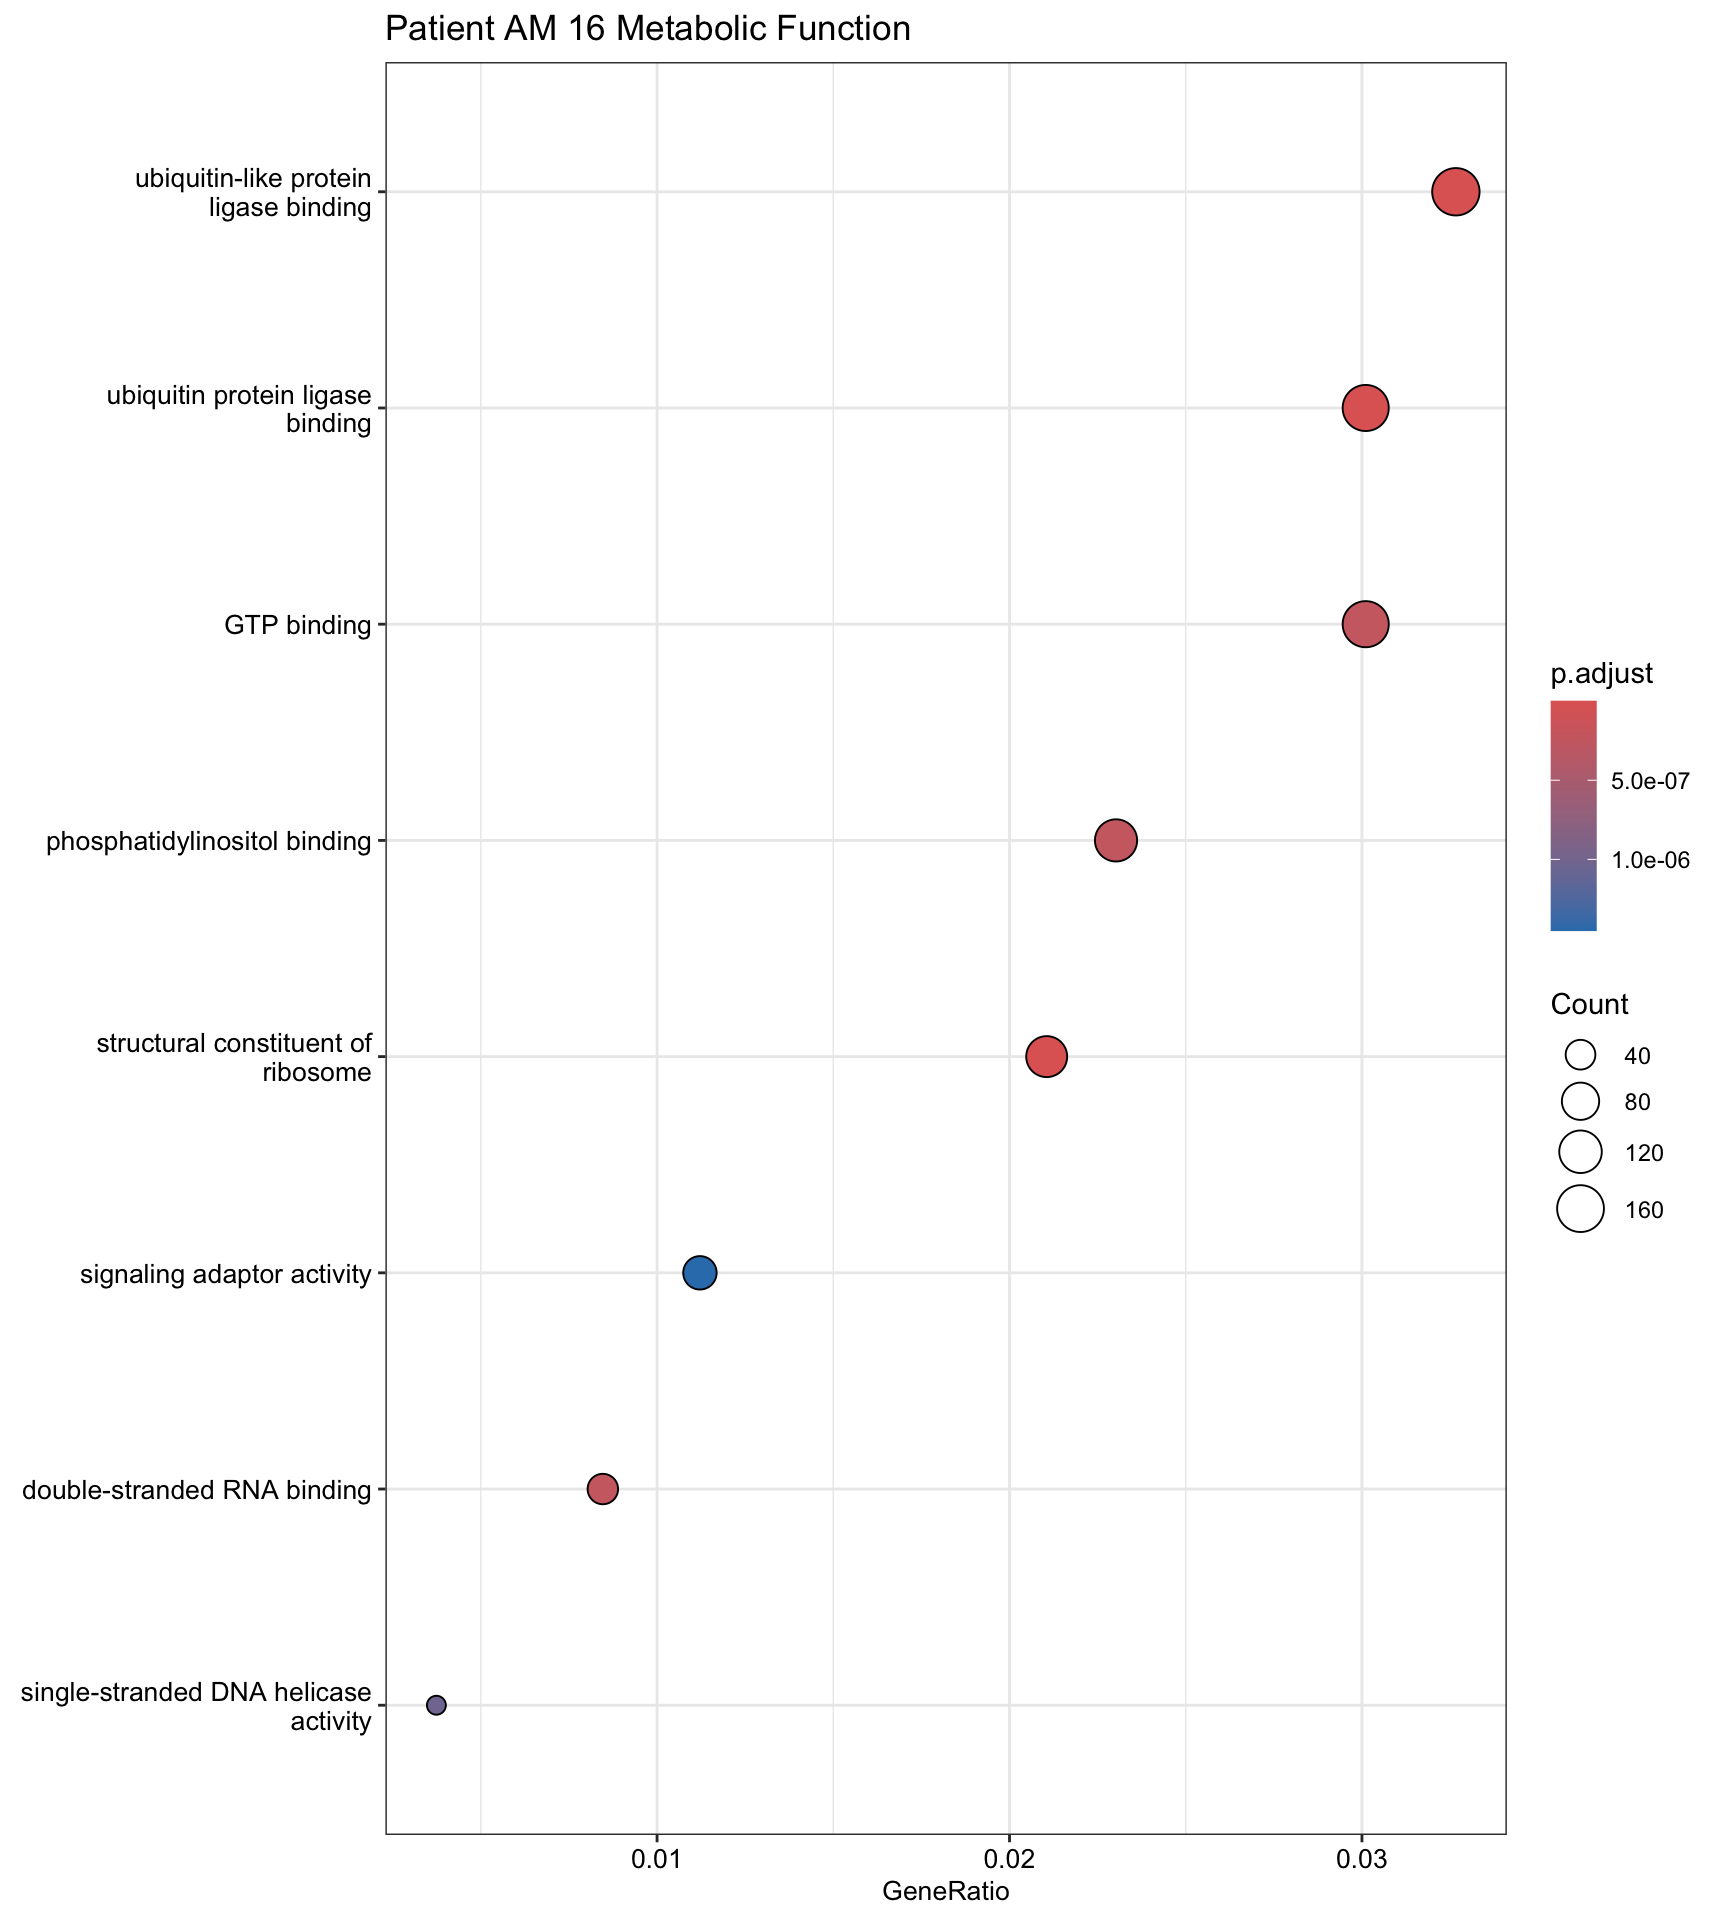 Patient AM 16 Metabolic Function
ubiquitin-like protein
ligase binding
ubiquitin protein ligase
binding
GTP binding
phosphatidylinositol binding
structural constituent of
ribosome
signaling adaptor activity
double-stranded RNA binding
single-stranded DNA helicase
activity
0.01
0.02
0.03
GeneRatio
p.adjust
5.0e-07
1.0e-06
Count
40
80
120
160